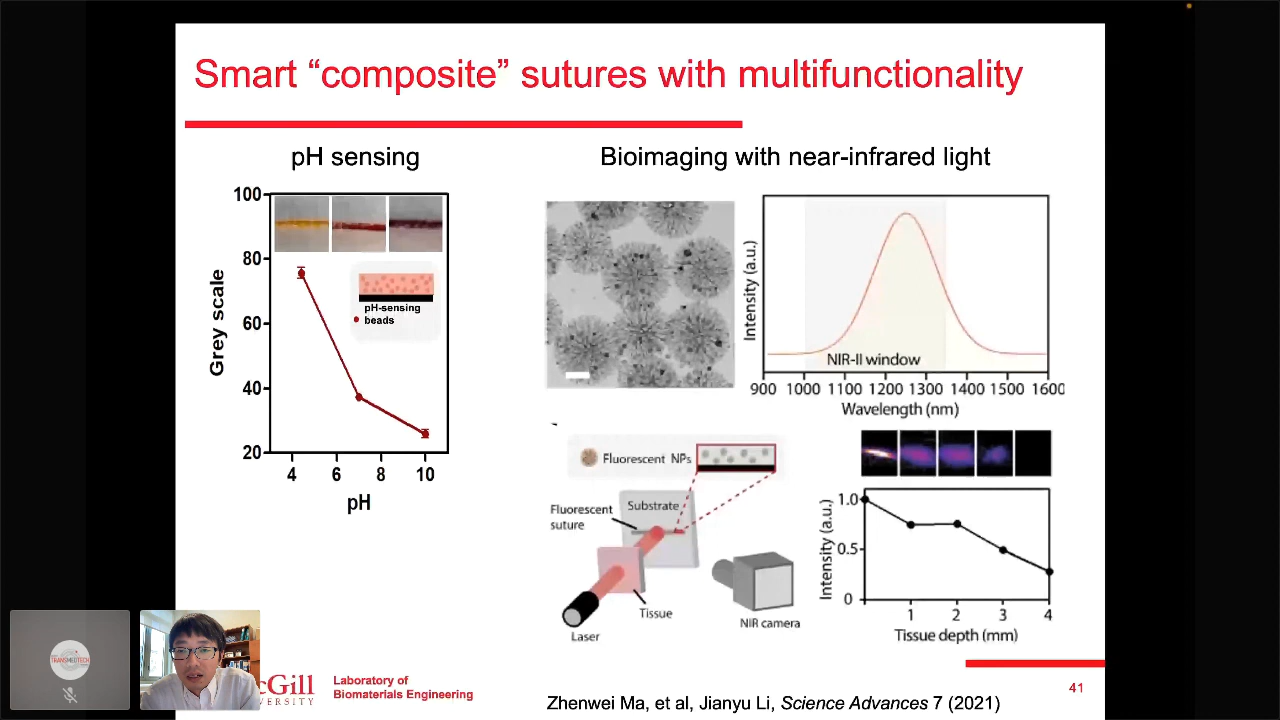 Smart “composite” sutures with multifunctionality
pH sensing
Bioimaging with near-infrared light
100
80
60
40
20
Grey scale
4 6 8 10
pH
pH-sensing
beads
Intensity (a.u.)
NIR-II window
900 1000 1100 1200 1300 1400 1500 1600
Wavelength (nm)
Fluorescent NPs
Substrate
Fluorescent
suture
Tissue
Laser
NIR camera
Intensity (a.u.)
1.0
0.5
0
1 2 3 4
Tissue depth (mm)
TRANSMEDTECH
cGill
VERSITY
Laboratory of
Biomaterials Engineering
41
Zhenwei Ma, et al, Jianyu Li, Science Advances 7 (2021)